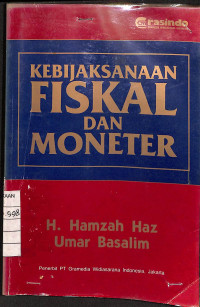 grasindo
KEBIJAKSANAAN
FISKAL
DAN
MONETER
H. Hamzah Haz
Umar Basalim
Penerbit PT Gramedia Widiasarana Indonesia, Jakarta